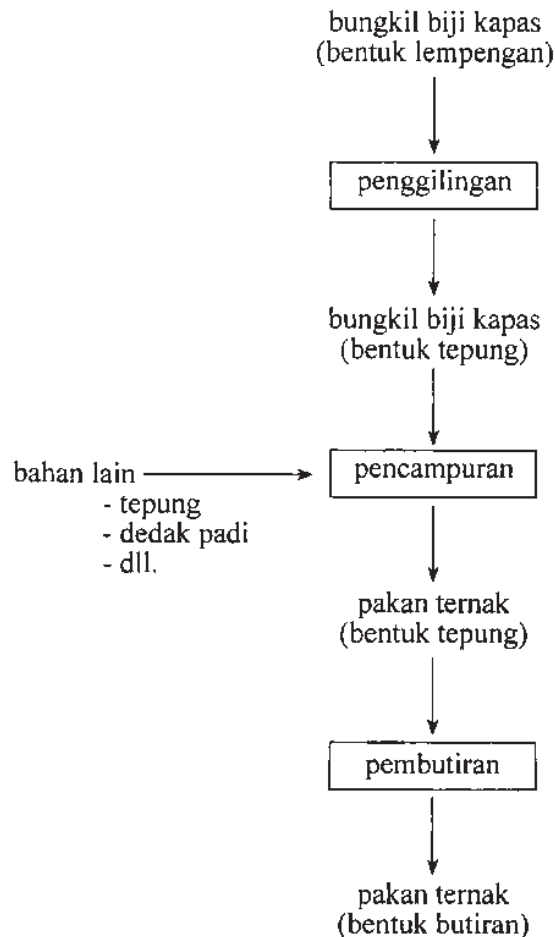 bungkil biji kapas
(bentuk lempengan)
penggilingan
bungkil biji kapas
(bentuk tepung)
bahan lain
- tepung
- dedak padi
- dll.
pencampuran
pakan ternak
(bentuk tepung)
pembutiran
pakan ternak
(bentuk butiran)